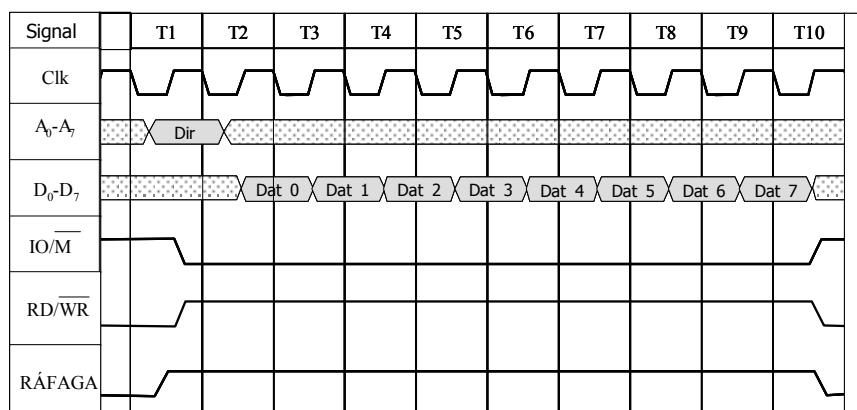 Signal T1 T2 T3 T4 T5 T6 T7 T8 T9 T10
Clk
A₀-A₇ Dir
D₀-D₇ Dat 0 Dat 1 Dat 2 Dat 3 Dat 4 Dat 5 Dat 6 Dat 7
IO/M̅
RD/W̅R̅
RÁFAGA